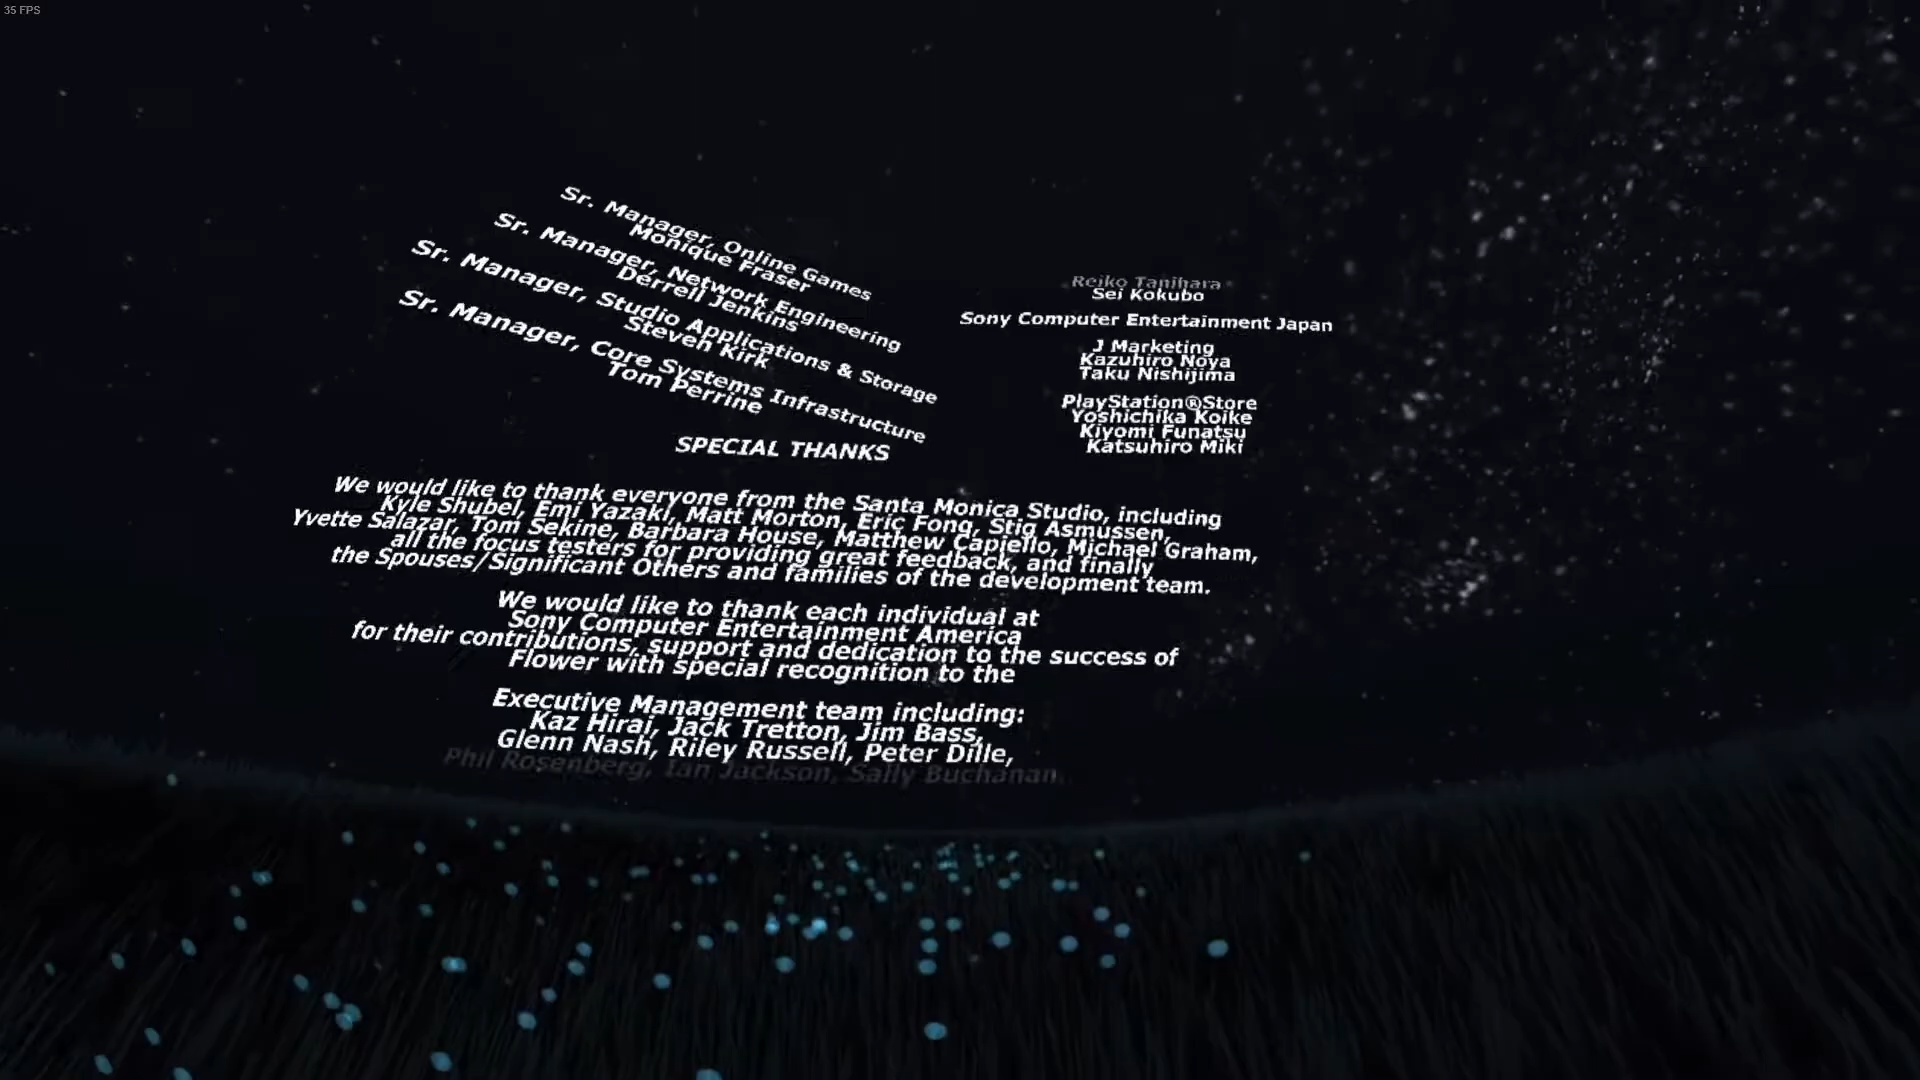 35 FPS
Sr. Manager, Online Games
Monique Fraser
Sr. Manager, Network Engineering
Derrell Jenkins
Sr. Manager, Studio Applications & Storage
Steven Kirk
Sr. Manager, Core Systems Infrastructure
Tom Perrine
SPECIAL THANKS
We would like to thank everyone from the Santa Monica Studio, including
Kyle Shubel, Emi Yazaki, Matt Morton, Eric Fong, Stig Asmussen,
Yvette Salazar, Tom Sekine, Barbara House, Matthew Capiello, Michael Graham,
all the focus testers for providing great feedback, and finally
the Spouses/Significant Others and families of the development team.
We would like to thank each individual at
Sony Computer Entertainment America
for their contributions, support and dedication to the success of
Flower with special recognition to the
Executive Management team including:
Kaz Hirai, Jack Tretton, Jim Bass,
Glenn Nash, Riley Russell, Peter Dille,
Phil Rosenberg, Ian Jackson, Sally Buchanan,
Reiko Tanihara
Sei Kokubo
Sony Computer Entertainment Japan
J Marketing
Kazuhiro Noya
Taku Nishijima
PlayStation®Store
Yoshichika Koike
Kiyomi Funatsu
Katsuhiro Miki